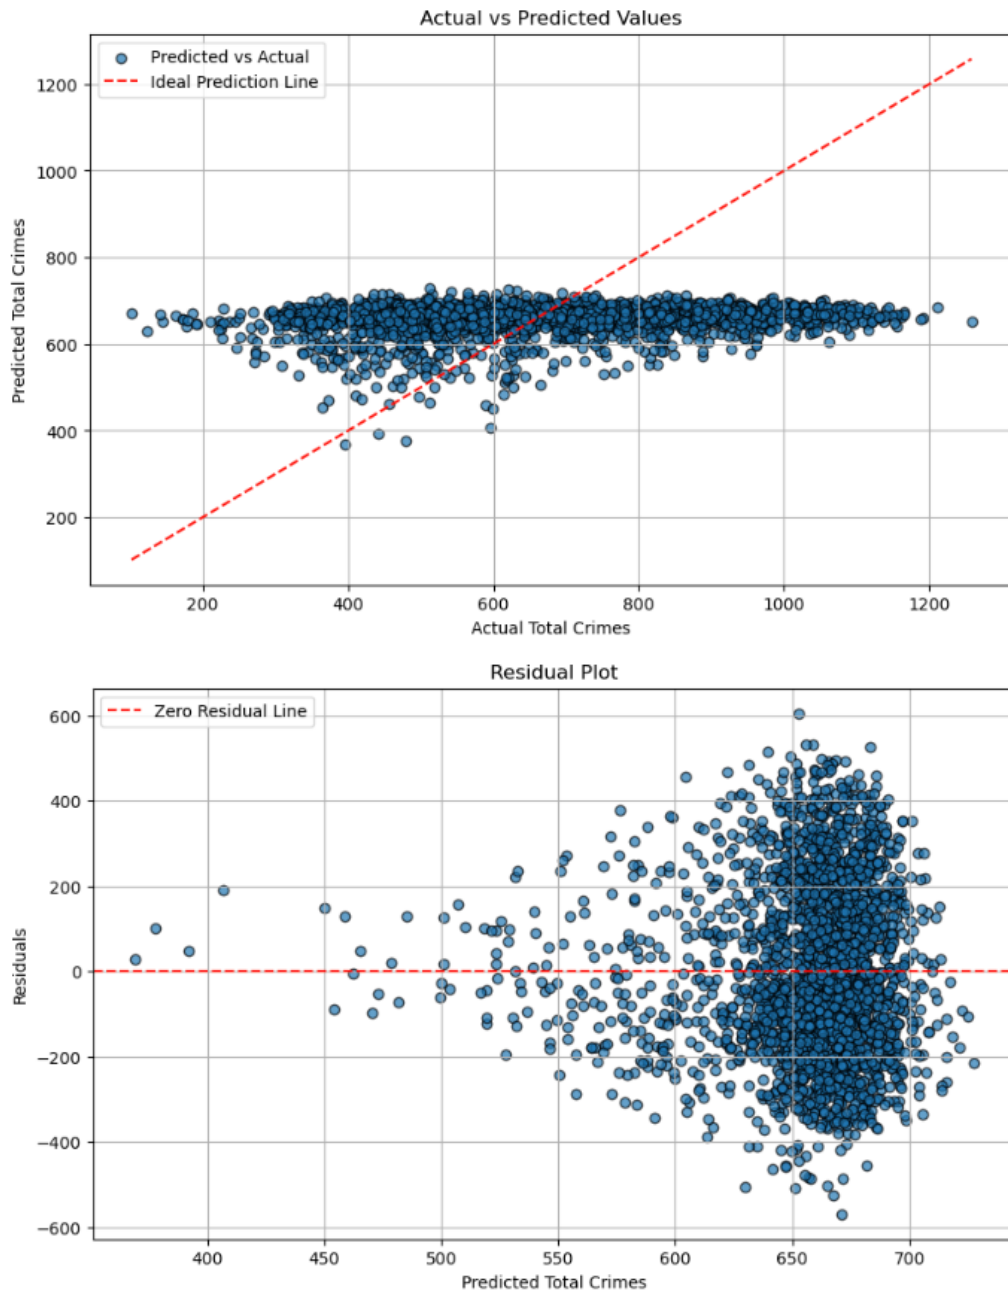 Actual vs Predicted Values
Predicted vs Actual
Ideal Prediction Line
1200
1000
800
600
400
200
Predicted Total Crimes
200 400 600 800 1000 1200
Actual Total Crimes
Residual Plot
Zero Residual Line
600
400
200
0
−200
−400
−600
Residuals
400 450 500 550 600 650 700
Predicted Total Crimes